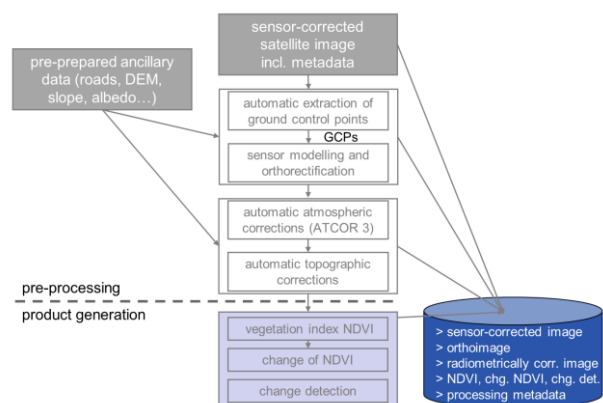 sensor-corrected
satellite image
incl. metadata
pre-prepared ancillary
data (roads, DEM,
slope, albedo…)
automatic extraction of
ground control points
GCPs
sensor modelling and
orthorectification
automatic atmospheric
corrections (ATCOR 3)
automatic topographic
corrections
pre-processing
product generation
vegetation index NDVI
change of NDVI
change detection
> sensor-corrected image
> orthoimage
> radiometrically corr. image
> NDVI, chg. NDVI, chg. det.
> processing metadata